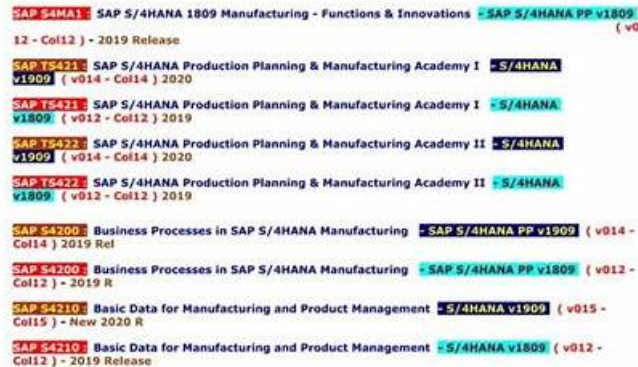 SAP S4MA1 : SAP S/4HANA 1809 Manufacturing - Functions & Innovations - SAP S/4HANA PP v1809 ( v0
12 - Col12 ) - 2019 Release
SAP TS421 : SAP S/4HANA Production Planning & Manufacturing Academy I - S/4HANA
v1909 ( v014 - Col14 ) 2020
SAP TS421 : SAP S/4HANA Production Planning & Manufacturing Academy I - S/4HANA
v1809 ( v012 - Col12 ) 2019
SAP TS422 : SAP S/4HANA Production Planning & Manufacturing Academy II - S/4HANA
v1909 ( v014 - Col14 ) 2020
SAP TS422 : SAP S/4HANA Production Planning & Manufacturing Academy II - S/4HANA
v1809 ( v012 - Col12 ) 2019
SAP S4200 : Business Processes in SAP S/4HANA Manufacturing - SAP S/4HANA PP v1909 ( v014 -
Col14 ) 2019 Rel
SAP S4200 : Business Processes in SAP S/4HANA Manufacturing - SAP S/4HANA PP v1809 ( v012 -
Col12 ) - 2019 R
SAP S4210 : Basic Data for Manufacturing and Product Management - S/4HANA v1909 ( v015 -
Col15 ) - New 2020 R
SAP S4210 : Basic Data for Manufacturing and Product Management - S/4HANA v1809 ( v012 -
Col12 ) - 2019 Release